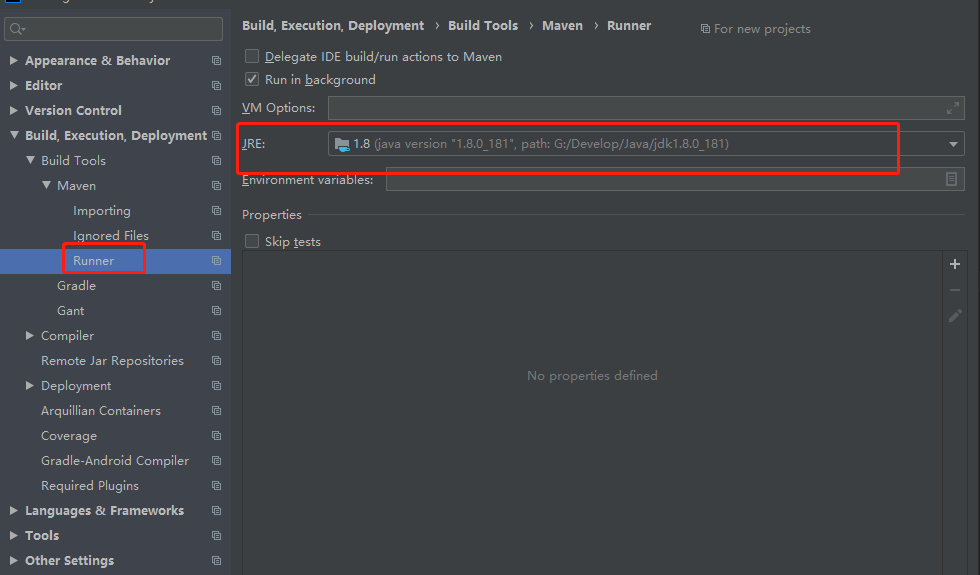 Appearance & Behavior
Editor
Version Control
Build, Execution, Deployment
Build Tools
Maven
Importing
Ignored Files
Runner
Gradle
Gant
Compiler
Remote Jar Repositories
Deployment
Arquillian Containers
Coverage
Gradle-Android Compiler
Required Plugins
Languages & Frameworks
Tools
Other Settings
Build, Execution, Deployment › Build Tools › Maven › Runner For new projects
Delegate IDE build/run actions to Maven
Run in background
VM Options:
JRE: 1.8 (java version "1.8.0_181", path: G:/Develop/Java/jdk1.8.0_181)
Environment variables:
Properties
Skip tests
No properties defined